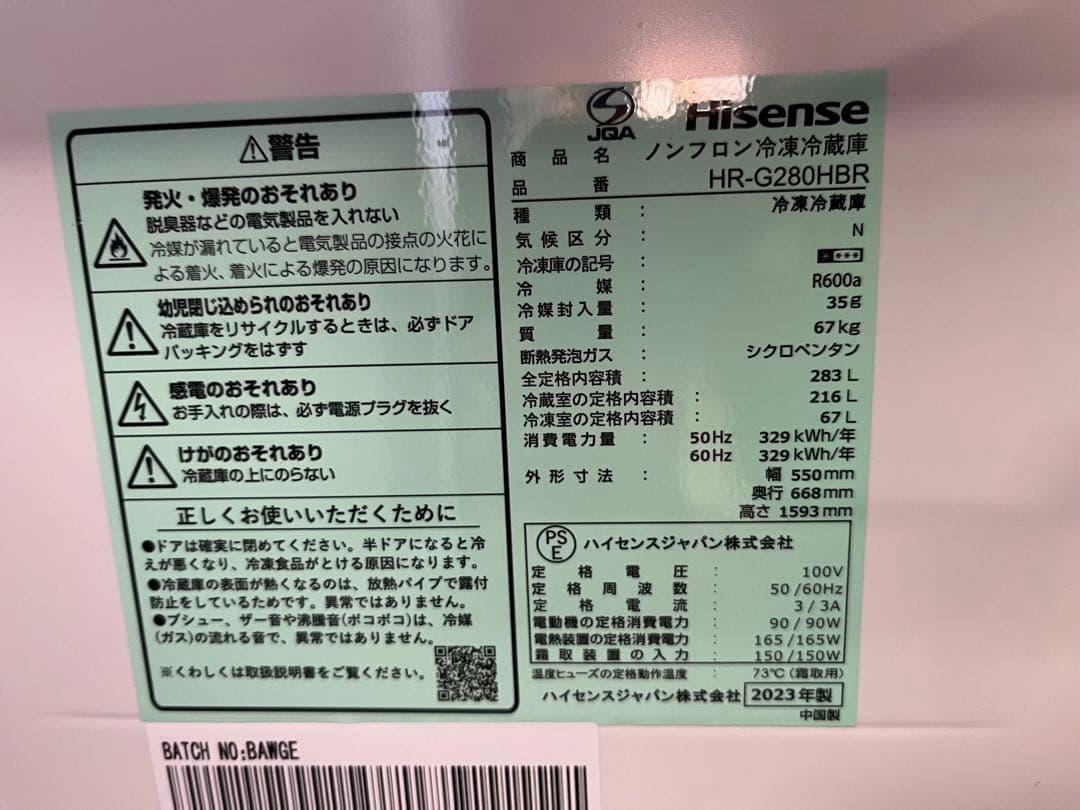 ⚠警告
発火・爆発のおそれあり
脱臭器などの電気製品を入れない
冷媒が漏れていると電気製品の接点の火花に
よる着火、着火による爆発の原因になります。
幼児閉じ込められのおそれあり
冷蔵庫をリサイクルするときは、必ずドア
パッキングをはずす
感電のおそれあり
お手入れの際は、必ず電源プラグを抜く
けがのおそれあり
冷蔵庫の上にのらない
正しくお使いいただくために
●ドアは確実に閉めてください。半ドアになると冷
えが悪くなり、冷凍食品がとける原因になります。
●冷蔵庫の表面が熱くなるのは、放熱パイプで露付
防止をしているためです。異常ではありません。
●プシュー、ザー音や沸騰音(ポコポコ)は、冷媒
(ガス)の流れる音で、異常ではありません。
※くわしくは取扱説明書をご覧ください。
JQA Hisense
商品名 ノンフロン冷凍冷蔵庫
品番 HR-G280HBR
種類 : 冷凍冷蔵庫
気候区分 : N
冷凍庫の記号 : ****
冷媒 : R600a
冷媒封入量 : 35g
質量 : 67kg
断熱発泡ガス : シクロペンタン
全定格内容積 : 283 L
冷蔵室の定格内容積 : 216 L
冷凍室の定格内容積 : 67 L
消費電力量 : 50Hz 329 kWh/年
60Hz 329 kWh/年
外形寸法 : 幅 550mm
奥行 668mm
高さ 1593mm
PSE ハイセンスジャパン株式会社
定格電圧 : 100V
定格周波数 : 50/60Hz
定格電流 : 3/3A
電動機の定格消費電力 : 90/90W
電熱装置の定格消費電力 : 165/165W
霜取装置の入力 : 150/150W
温度ヒューズの定格動作温度 : 73℃(霜取用)
ハイセンスジャパン株式会社 2023年製
中国製
BATCH NO:BAWGE